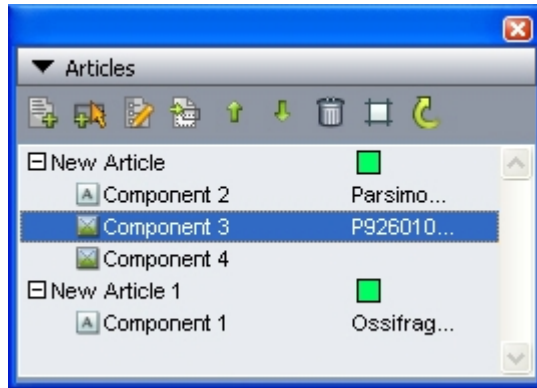 Articles
New Article
Component 2 Parsimo...
Component 3 P926010...
Component 4
New Article 1
Component 1 Ossifrag...